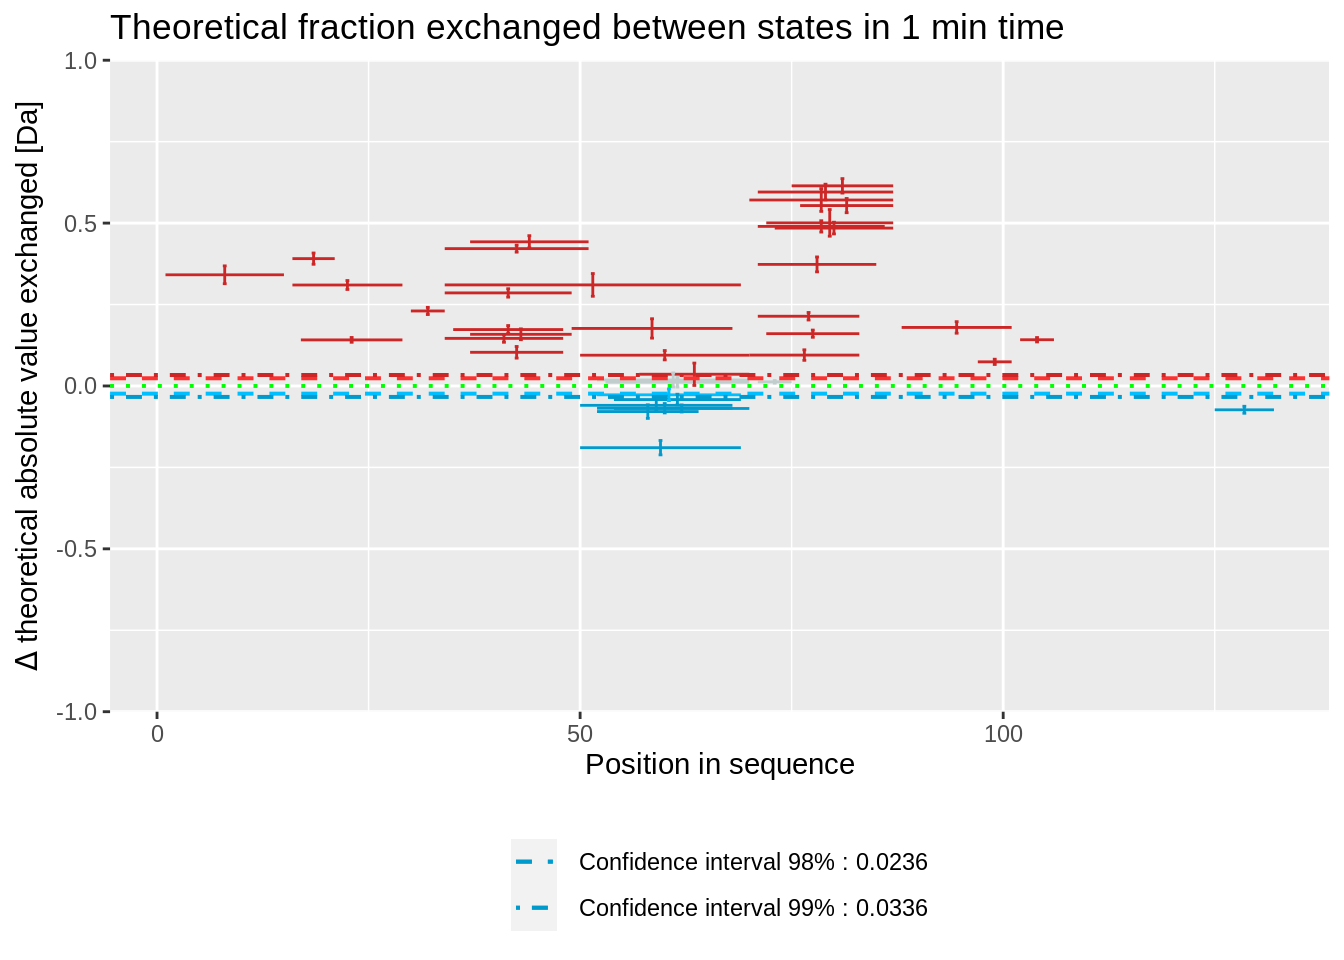 Theoretical fraction exchanged between states in 1 min time
Δ theoretical absolute value exchanged [Da]
1.0
0.5
0.0
-0.5
-1.0
0
50
100
Position in sequence
Confidence interval 98% : 0.0236
Confidence interval 99% : 0.0336